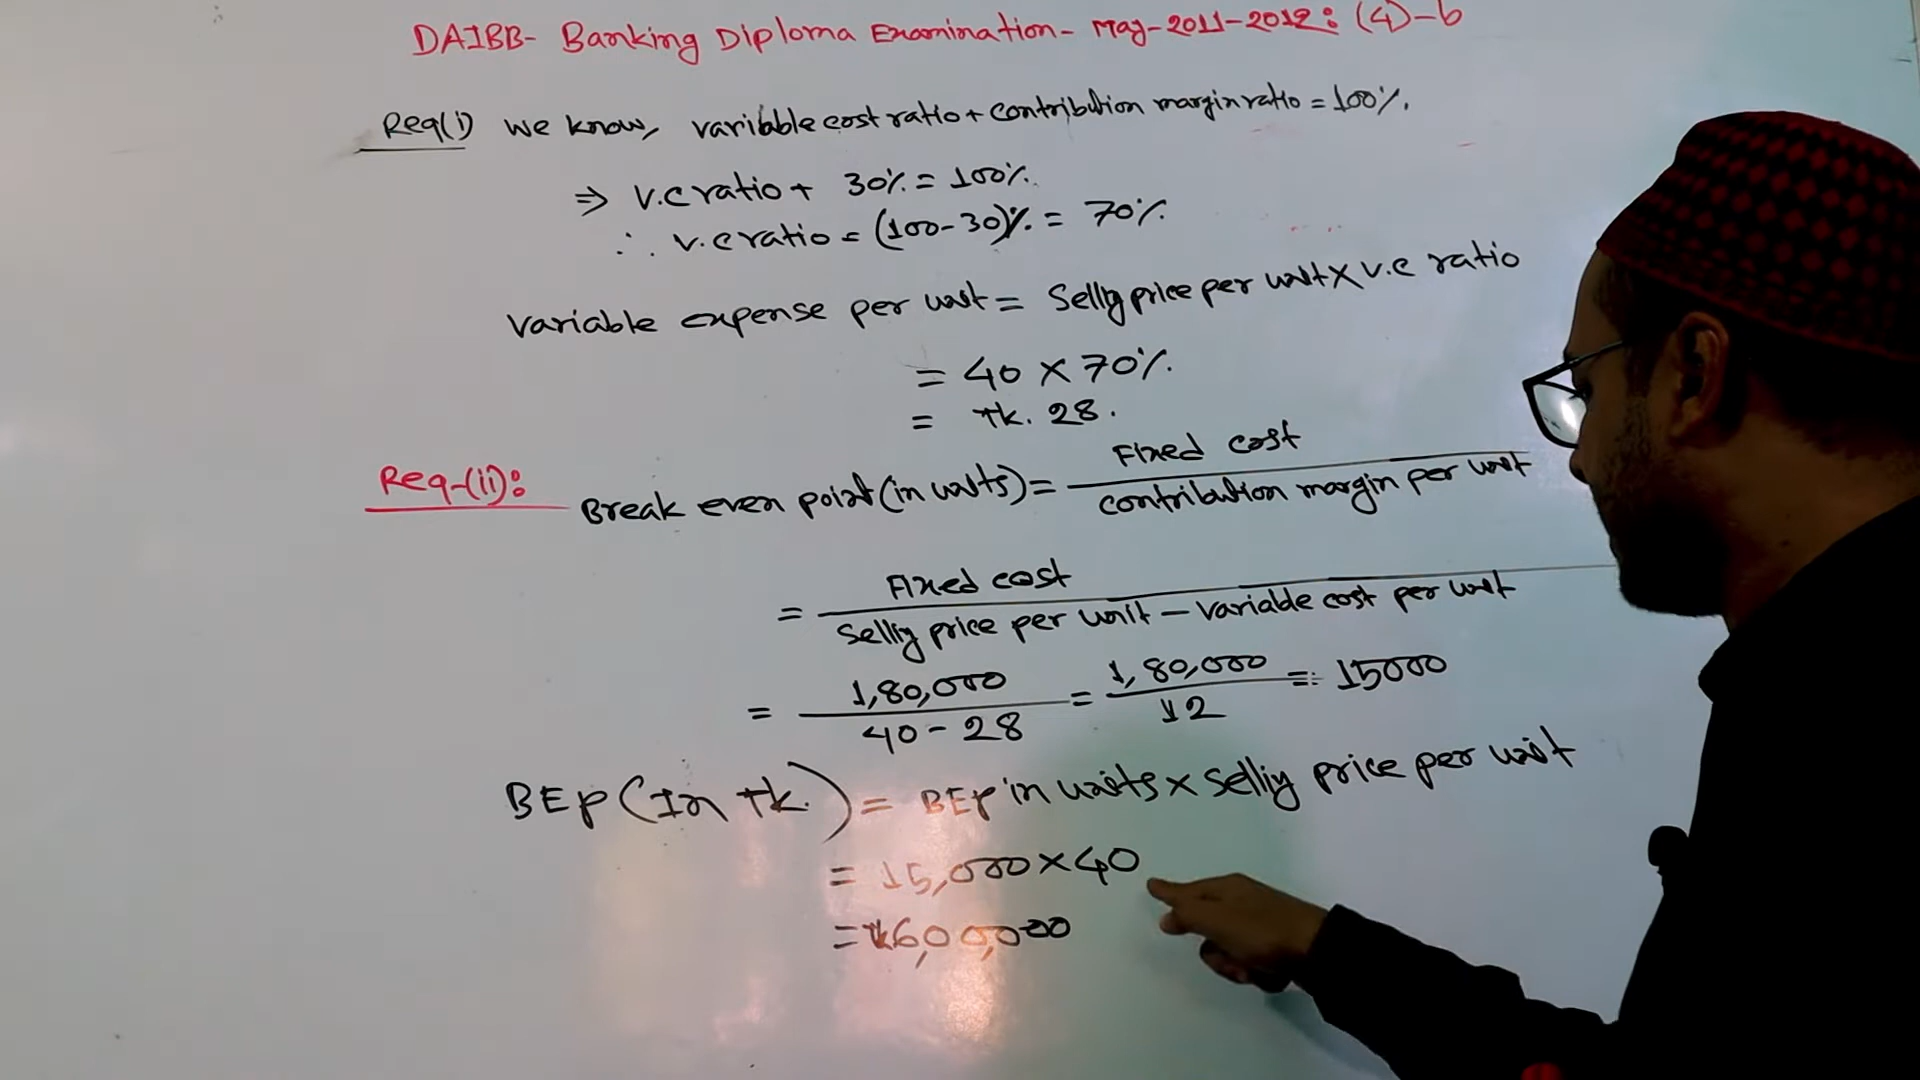 DAIBB- Banking Diploma Examination- May-2011-2012: (4)-b
Req(i) We know, variable cost ratio + contribution margin ratio = 100%.
⇒ V.C ratio + 30% = 100%.
∴ V.C ratio = (100-30)% = 70%.
Variable expense per unit = Selling price per unit X V.C ratio
= 40 X 70%.
= Tk. 28.
Req-(ii): Break even point (in units) = Fixed cost / contribution margin per unit
= Fixed cost / Selling price per unit - Variable cost per unit
= 1,80,000 / 40 - 28 = 1,80,000 / 12 = 15000
BEP (In Tk.) = BEP in units x Selling price per unit
= 15,000 x 40
= Tk 6,00,000